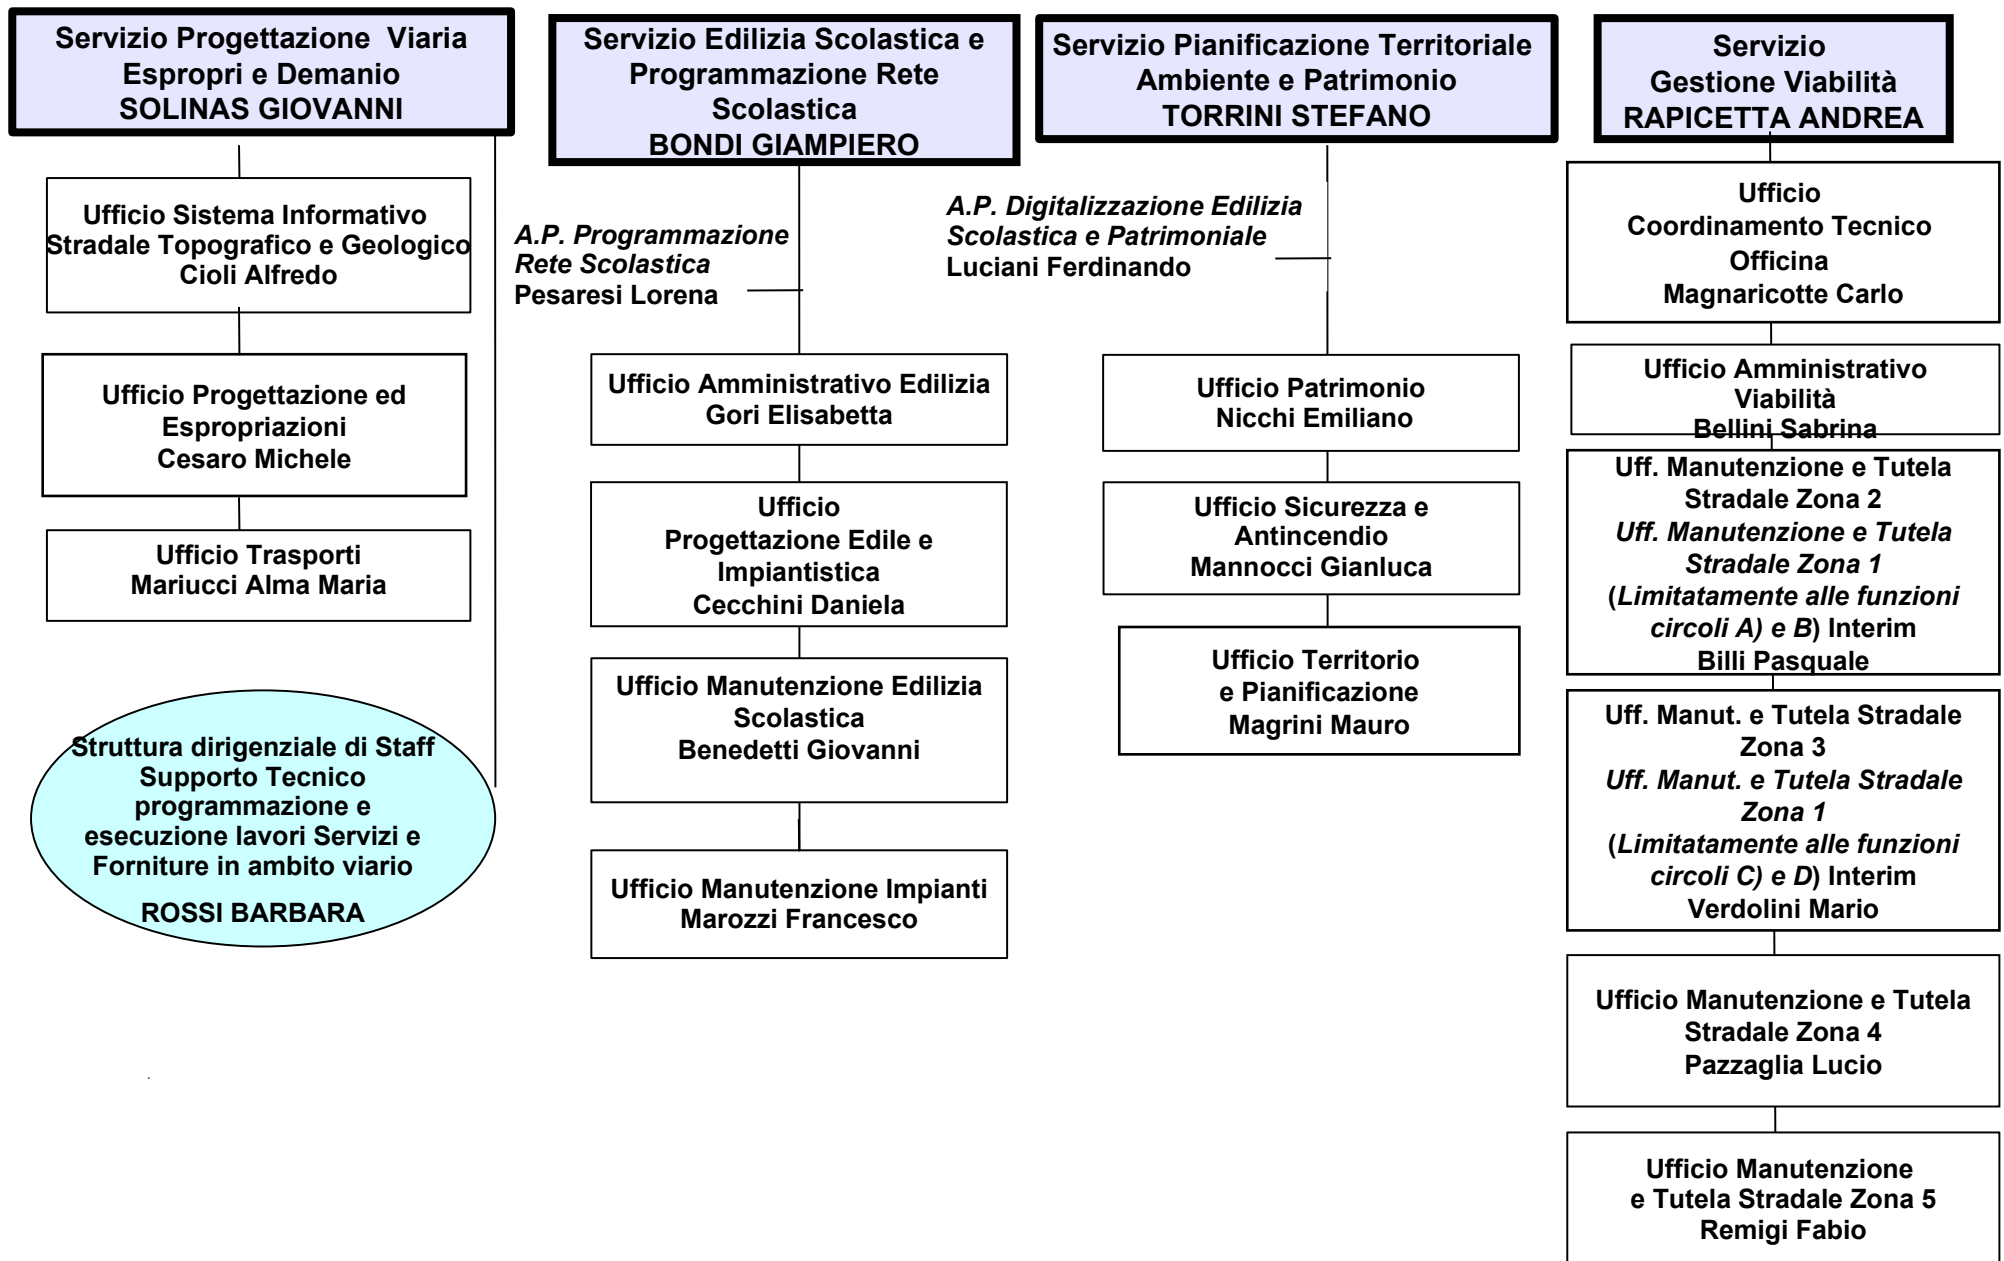 Servizio Progettazione  Viaria
Espropri e Demanio
SOLINAS GIOVANNI
Ufficio Sistema Informativo
Stradale Topografico e Geologico
Cioli Alfredo
Ufficio Progettazione ed
Espropriazioni
Cesaro Michele
Ufficio Trasporti
Mariucci Alma Maria
Struttura dirigenziale di Staff
Supporto Tecnico
programmazione e
esecuzione lavori Servizi e
Forniture in ambito viario
ROSSI BARBARA
Servizio Edilizia Scolastica e
Programmazione Rete
Scolastica
BONDI GIAMPIERO
A.P. Programmazione
Rete Scolastica
Pesaresi Lorena
Ufficio Amministrativo Edilizia
Gori Elisabetta
Ufficio
Progettazione Edile e
Impiantistica
Cecchini Daniela
Ufficio Manutenzione Edilizia
Scolastica
Benedetti Giovanni
Ufficio Manutenzione Impianti
Marozzi Francesco
Servizio Pianificazione Territoriale
Ambiente e Patrimonio
TORRINI STEFANO
A.P. Digitalizzazione Edilizia
Scolastica e Patrimoniale
Luciani Ferdinando
Ufficio Patrimonio
Nicchi Emiliano
Ufficio Sicurezza e
Antincendio
Mannocci Gianluca
Ufficio Territorio
e Pianificazione
Magrini Mauro
Servizio
Gestione Viabilità
RAPICETTA ANDREA
Ufficio
Coordinamento Tecnico
Officina
Magnaricotte Carlo
Ufficio Amministrativo
Viabilità
Bellini Sabrina
Uff. Manutenzione e Tutela
Stradale Zona 2
Uff. Manutenzione e Tutela
Stradale Zona 1
(Limitatamente alle funzioni
circoli A) e B) Interim
Billi Pasquale
Uff. Manut. e Tutela Stradale
Zona 3
Uff. Manut. e Tutela Stradale
Zona 1
(Limitatamente alle funzioni
circoli C) e D) Interim
Verdolini Mario
Ufficio Manutenzione e Tutela
Stradale Zona 4
Pazzaglia Lucio
Ufficio Manutenzione
e Tutela Stradale Zona 5
Remigi Fabio